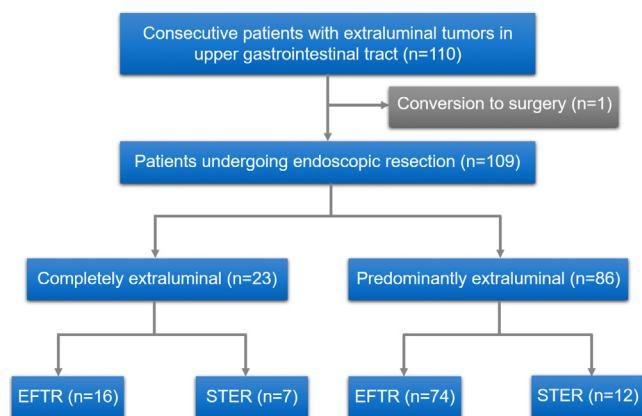 Consecutive patients with extraluminal tumors in
upper gastrointestinal tract (n=110)
Conversion to surgery (n=1)
Patients undergoing endoscopic resection (n=109)
Completely extraluminal (n=23)
Predominantly extraluminal (n=86)
EFTR (n=16)
STER (n=7)
EFTR (n=74)
STER (n=12)